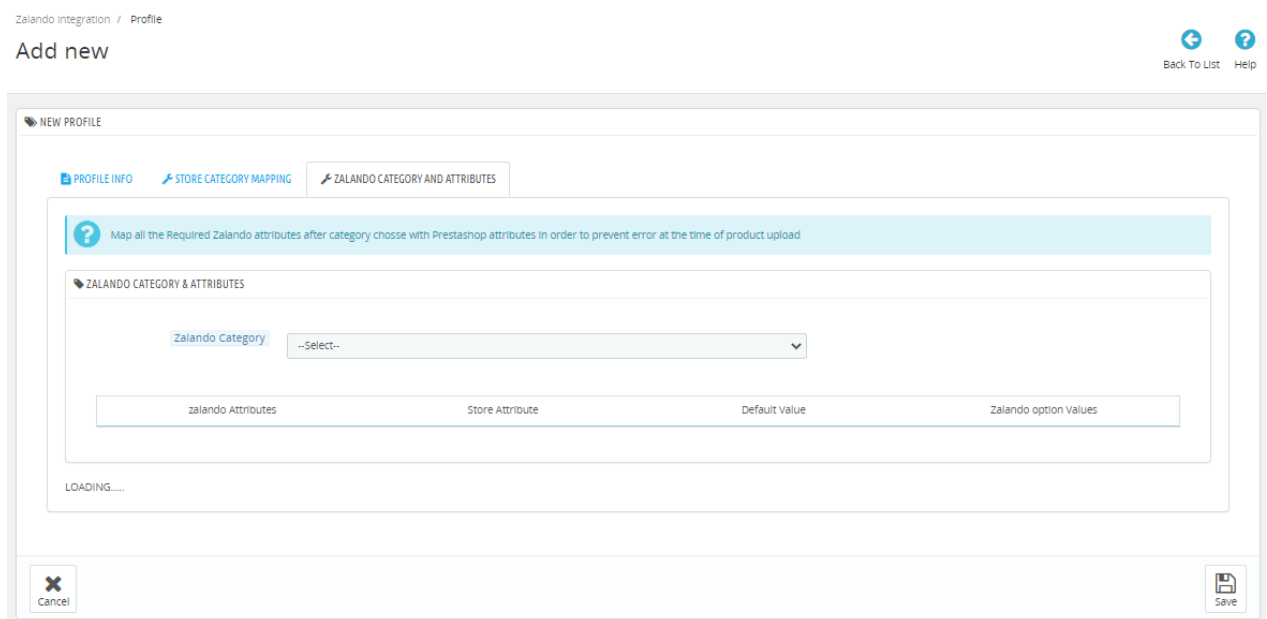 Zalando Integration / Profile
Add new
Back To List Help
NEW PROFILE
PROFILE INFO STORE CATEGORY MAPPING ZALANDO CATEGORY AND ATTRIBUTES
Map all the Required Zalando attributes after category chosse with Prestashop attributes in order to prevent error at the time of product upload
ZALANDO CATEGORY & ATTRIBUTES
Zalando Category --Select--
zalando Attributes Store Attribute Default Value Zalando option Values
LOADING.....
Cancel Save